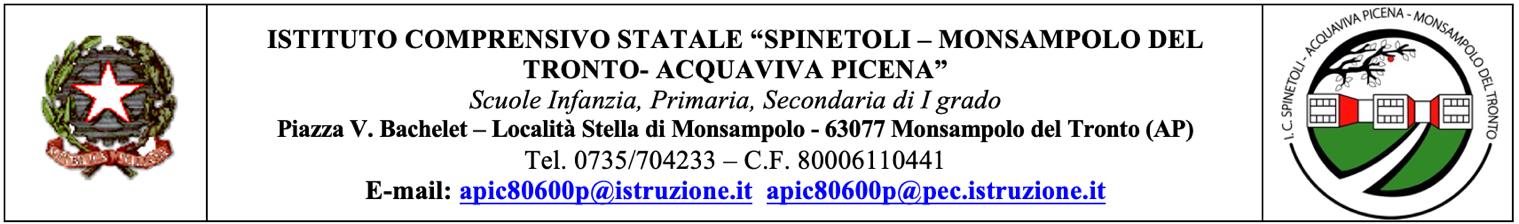 ISTITUTO COMPRENSIVO STATALE “SPINETOLI – MONSAMPOLO DEL
TRONTO- ACQUAVIVA PICENA”
Scuole Infanzia, Primaria, Secondaria di I grado
Piazza V. Bachelet – Località Stella di Monsampolo - 63077 Monsampolo del Tronto (AP)
Tel. 0735/704233 – C.F. 80006110441
E-mail: apic80600p@istruzione.it apic80600p@pec.istruzione.it
I.C. SPINETOLI - ACQUAVIVA PICENA - MONSAMPOLO DEL TRONTO